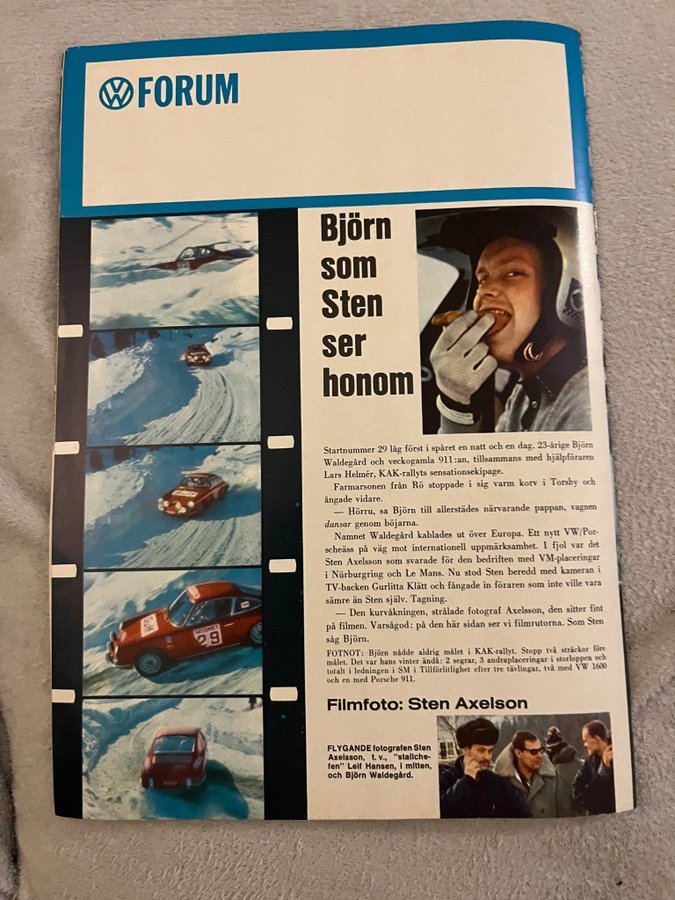 VW FORUM
Björn
som
Sten
ser
honom
Startnummer 29 låg först i spåret en natt och en dag. 23-årige Björn
Waldegård och veckogamla 911:an, tillsammans med hjälpföraren
Lars Helmér, KAK-rallyts sensationsekipage.
Farmarsonen från Rö stoppade i sig varm korv i Torsby och
ångade vidare.
— Hörru, sa Björn till allerstädes närvarande pappan, vagnen
dansar genom böjarna.
Namnet Waldegård kablades ut över Europa. Ett nytt VW/Por-
scheäss på väg mot internationell uppmärksamhet. I fjol var det
Sten Axelsson som svarade för den bedriften med VM-placeringar
i Nürburgring och Le Mans. Nu stod Sten beredd med kameran i
TV-backen Gurlitta Klätt och fångade in föraren som inte ville vara
sämre än Sten själv. Tagning.
— Den kurvåkningen, strålade fotograf Axelsson, den sitter fint
på filmen. Varsågod: på den här sidan ser vi filmrutorna. Som Sten
såg Björn.
FOTNOT: Björn nådde aldrig målet i KAK-rallyt. Stopp två sträckor före
målet. Det var hans vinter ändå: 2 segrar, 3 andraplaceringar i storloppen och
totalt i ledningen i SM i Tillförlitlighet efter tre tävlingar, två med VW 1600
och en med Porsche 911.
Filmfoto: Sten Axelson
FLYGANDE fotografen Sten
Axelsson, t. v., "stallche-
fen" Leif Hansen, i mitten,
och Björn Waldegård.
29